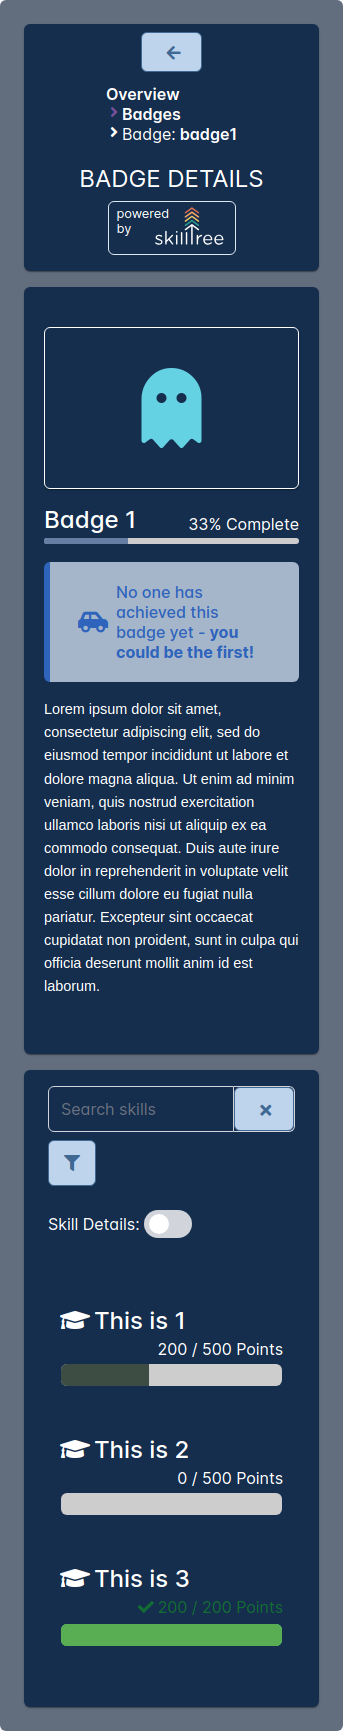 Overview
Badges
Badge: badge1
BADGE DETAILS
powered
by
skilltree
Badge 1
33% Complete
No one has
achieved this
badge yet - you
could be the first!
Lorem ipsum dolor sit amet,
consectetur adipiscing elit, sed do
eiusmod tempor incididunt ut labore et
dolore magna aliqua. Ut enim ad minim
veniam, quis nostrud exercitation
ullamco laboris nisi ut aliquip ex ea
commodo consequat. Duis aute irure
dolor in reprehenderit in voluptate velit
esse cillum dolore eu fugiat nulla
pariatur. Excepteur sint occaecat
cupidatat non proident, sunt in culpa qui
officia deserunt mollit anim id est
laborum.
Search skills
Skill Details:
This is 1
200 / 500 Points
This is 2
0 / 500 Points
This is 3
200 / 200 Points